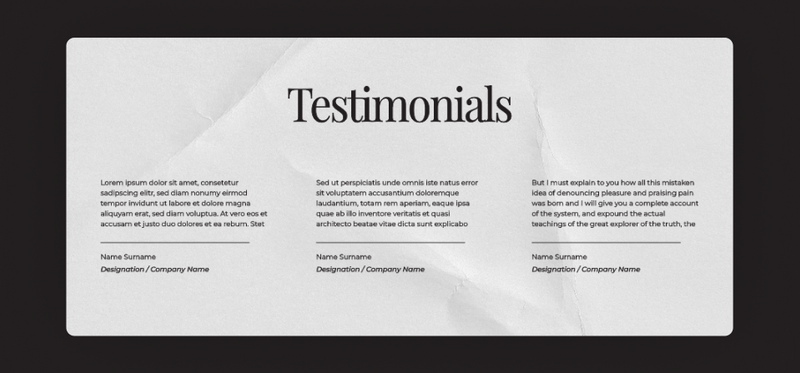 Testimonials
Lorem ipsum dolor sit amet, consetetur
sadipscing elitr, sed diam nonumy eirmod
tempor invidunt ut labore et dolore magna
aliquyam erat, sed diam voluptua. At vero eos et
accusam et justo duo dolores et ea rebum. Stet
Name Surname
Designation / Company Name
Sed ut perspiciatis unde omnis iste natus error
sit voluptatem accusantium doloremque
laudantium, totam rem aperiam, eaque ipsa
quae ab illo inventore veritatis et quasi
architecto beatae vitae dicta sunt explicabo
Name Surname
Designation / Company Name
But I must explain to you how all this mistaken
idea of denouncing pleasure and praising pain
was born and I will give you a complete account
of the system, and expound the actual
teachings of the great explorer of the truth, the
Name Surname
Designation / Company Name